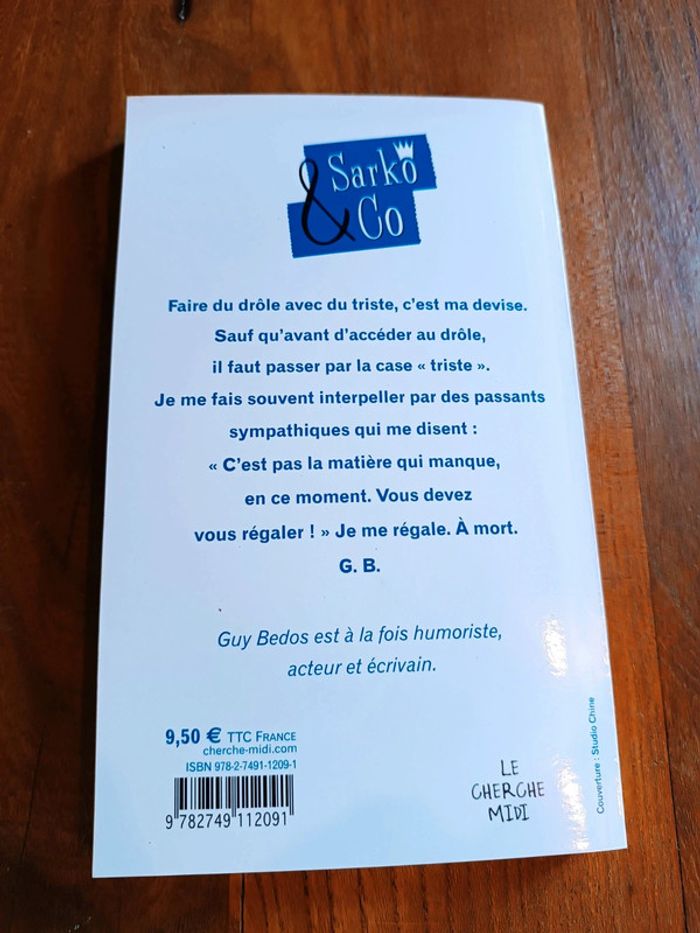 Sarko
& Co
Faire du drôle avec du triste, c'est ma devise.
Sauf qu'avant d'accéder au drôle,
il faut passer par la case « triste ».
Je me fais souvent interpeller par des passants
sympathiques qui me disent :
« C'est pas la matière qui manque,
en ce moment. Vous devez
vous régaler ! » Je me régale. À mort.
G. B.
Guy Bedos est à la fois humoriste,
acteur et écrivain.
9,50 € TTC FRANCE
cherche-midi.com
ISBN 978-2-7491-1209-1
9 782749 112091
LE
CHERCHE
MIDI
Couverture : Studio Chine